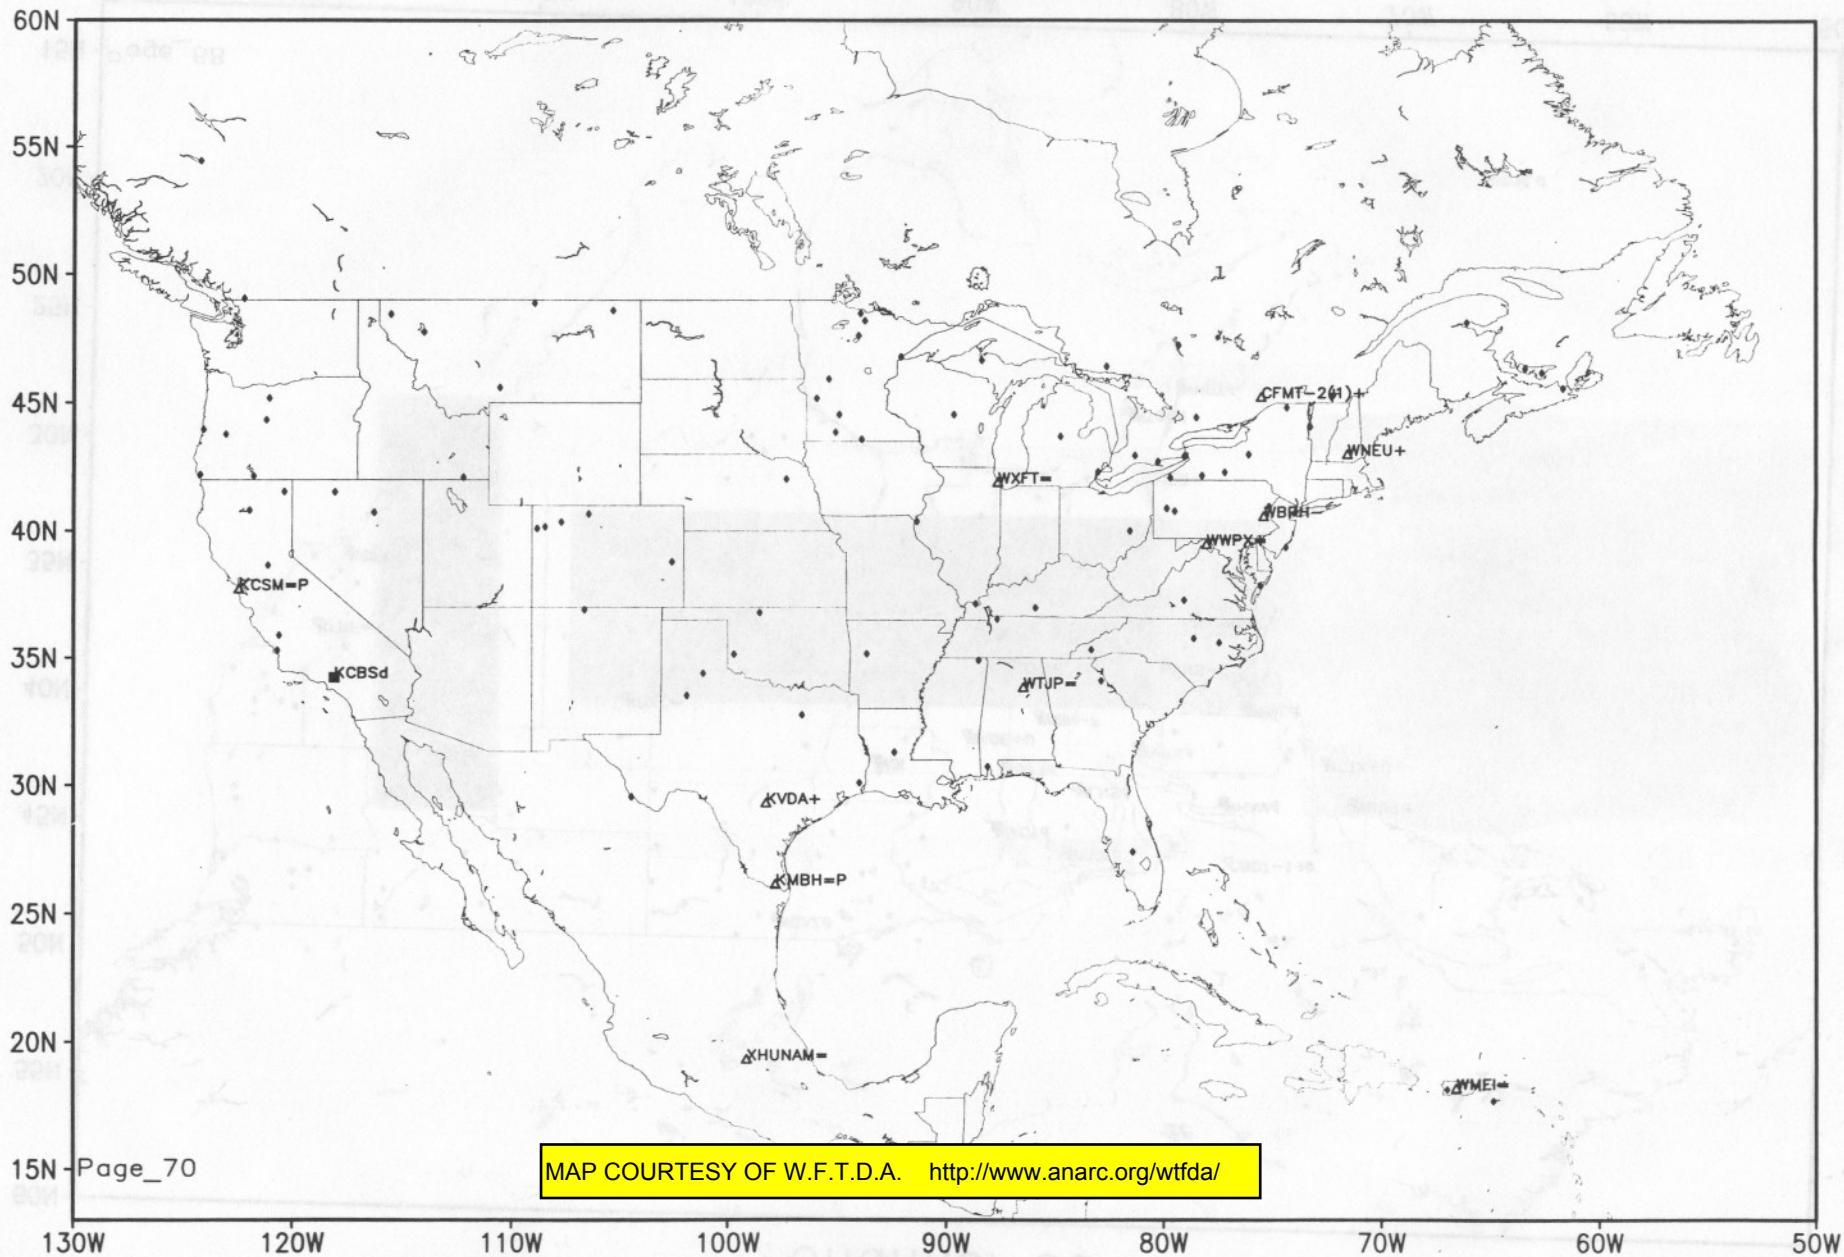 60N
55N
50N
45N
40N
35N
30N
25N
20N
15N
CFMT-2(1)+
WNEU+
WXFT=
WWPX+
KCSM=P
KCBSd
WTJP=
KVDA+
KMBH=P
XHUNAM=
WMEI+
Page_70
MAP COURTESY OF W.F.T.D.A. http://www.anarc.org/wtfda/
130W 120W 110W 100W 90W 80W 70W 60W 50W